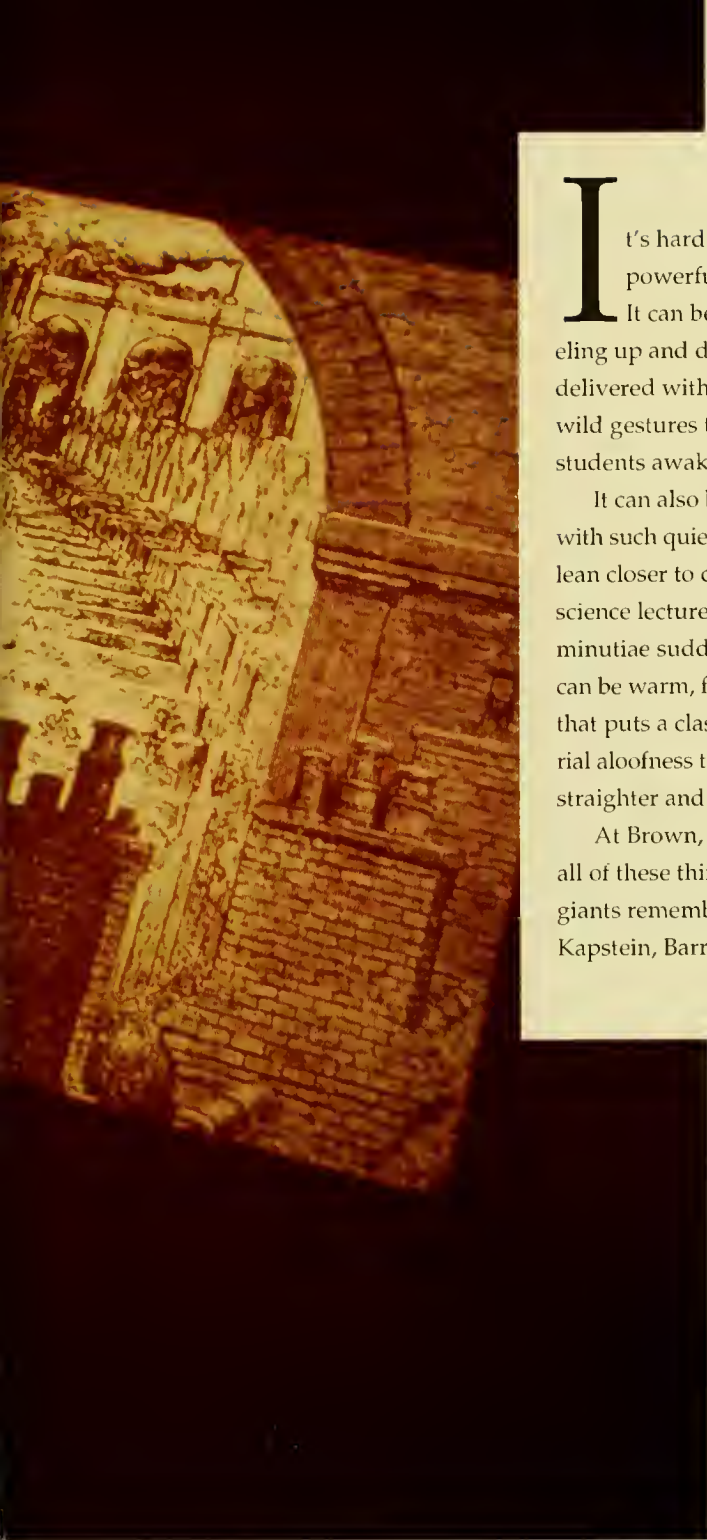 It's hard
powerfu
It can be
eling up and d
delivered with
wild gestures t
students awak
It can also
with such quie
lean closer to c
science lecture
minutiae sudd
can be warm, f
that puts a clas
rial aloofness t
straighter and
At Brown,
all of these thi
giants rememb
Kapstein, Barr